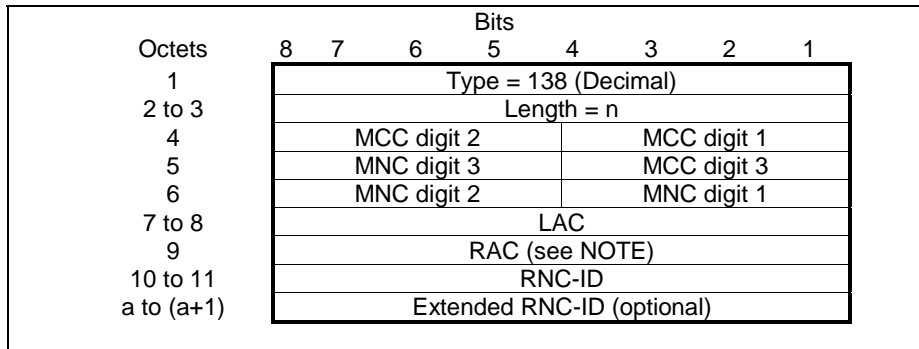 Bits
Octets 8 7 6 5 4 3 2 1
1 Type = 138 (Decimal)
2 to 3 Length = n
4 MCC digit 2 MCC digit 1
5 MNC digit 3 MCC digit 3
6 MNC digit 2 MNC digit 1
7 to 8 LAC
9 RAC (see NOTE)
10 to 11 RNC-ID
a to (a+1) Extended RNC-ID (optional)